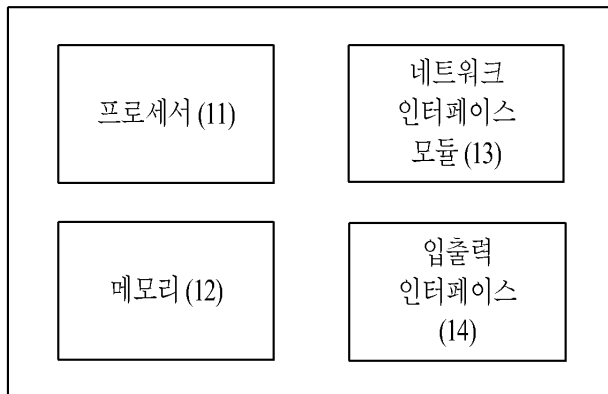 프로세서 (11)
네트워크
인터페이스
모듈 (13)
메모리 (12)
입출력
인터페이스
(14)